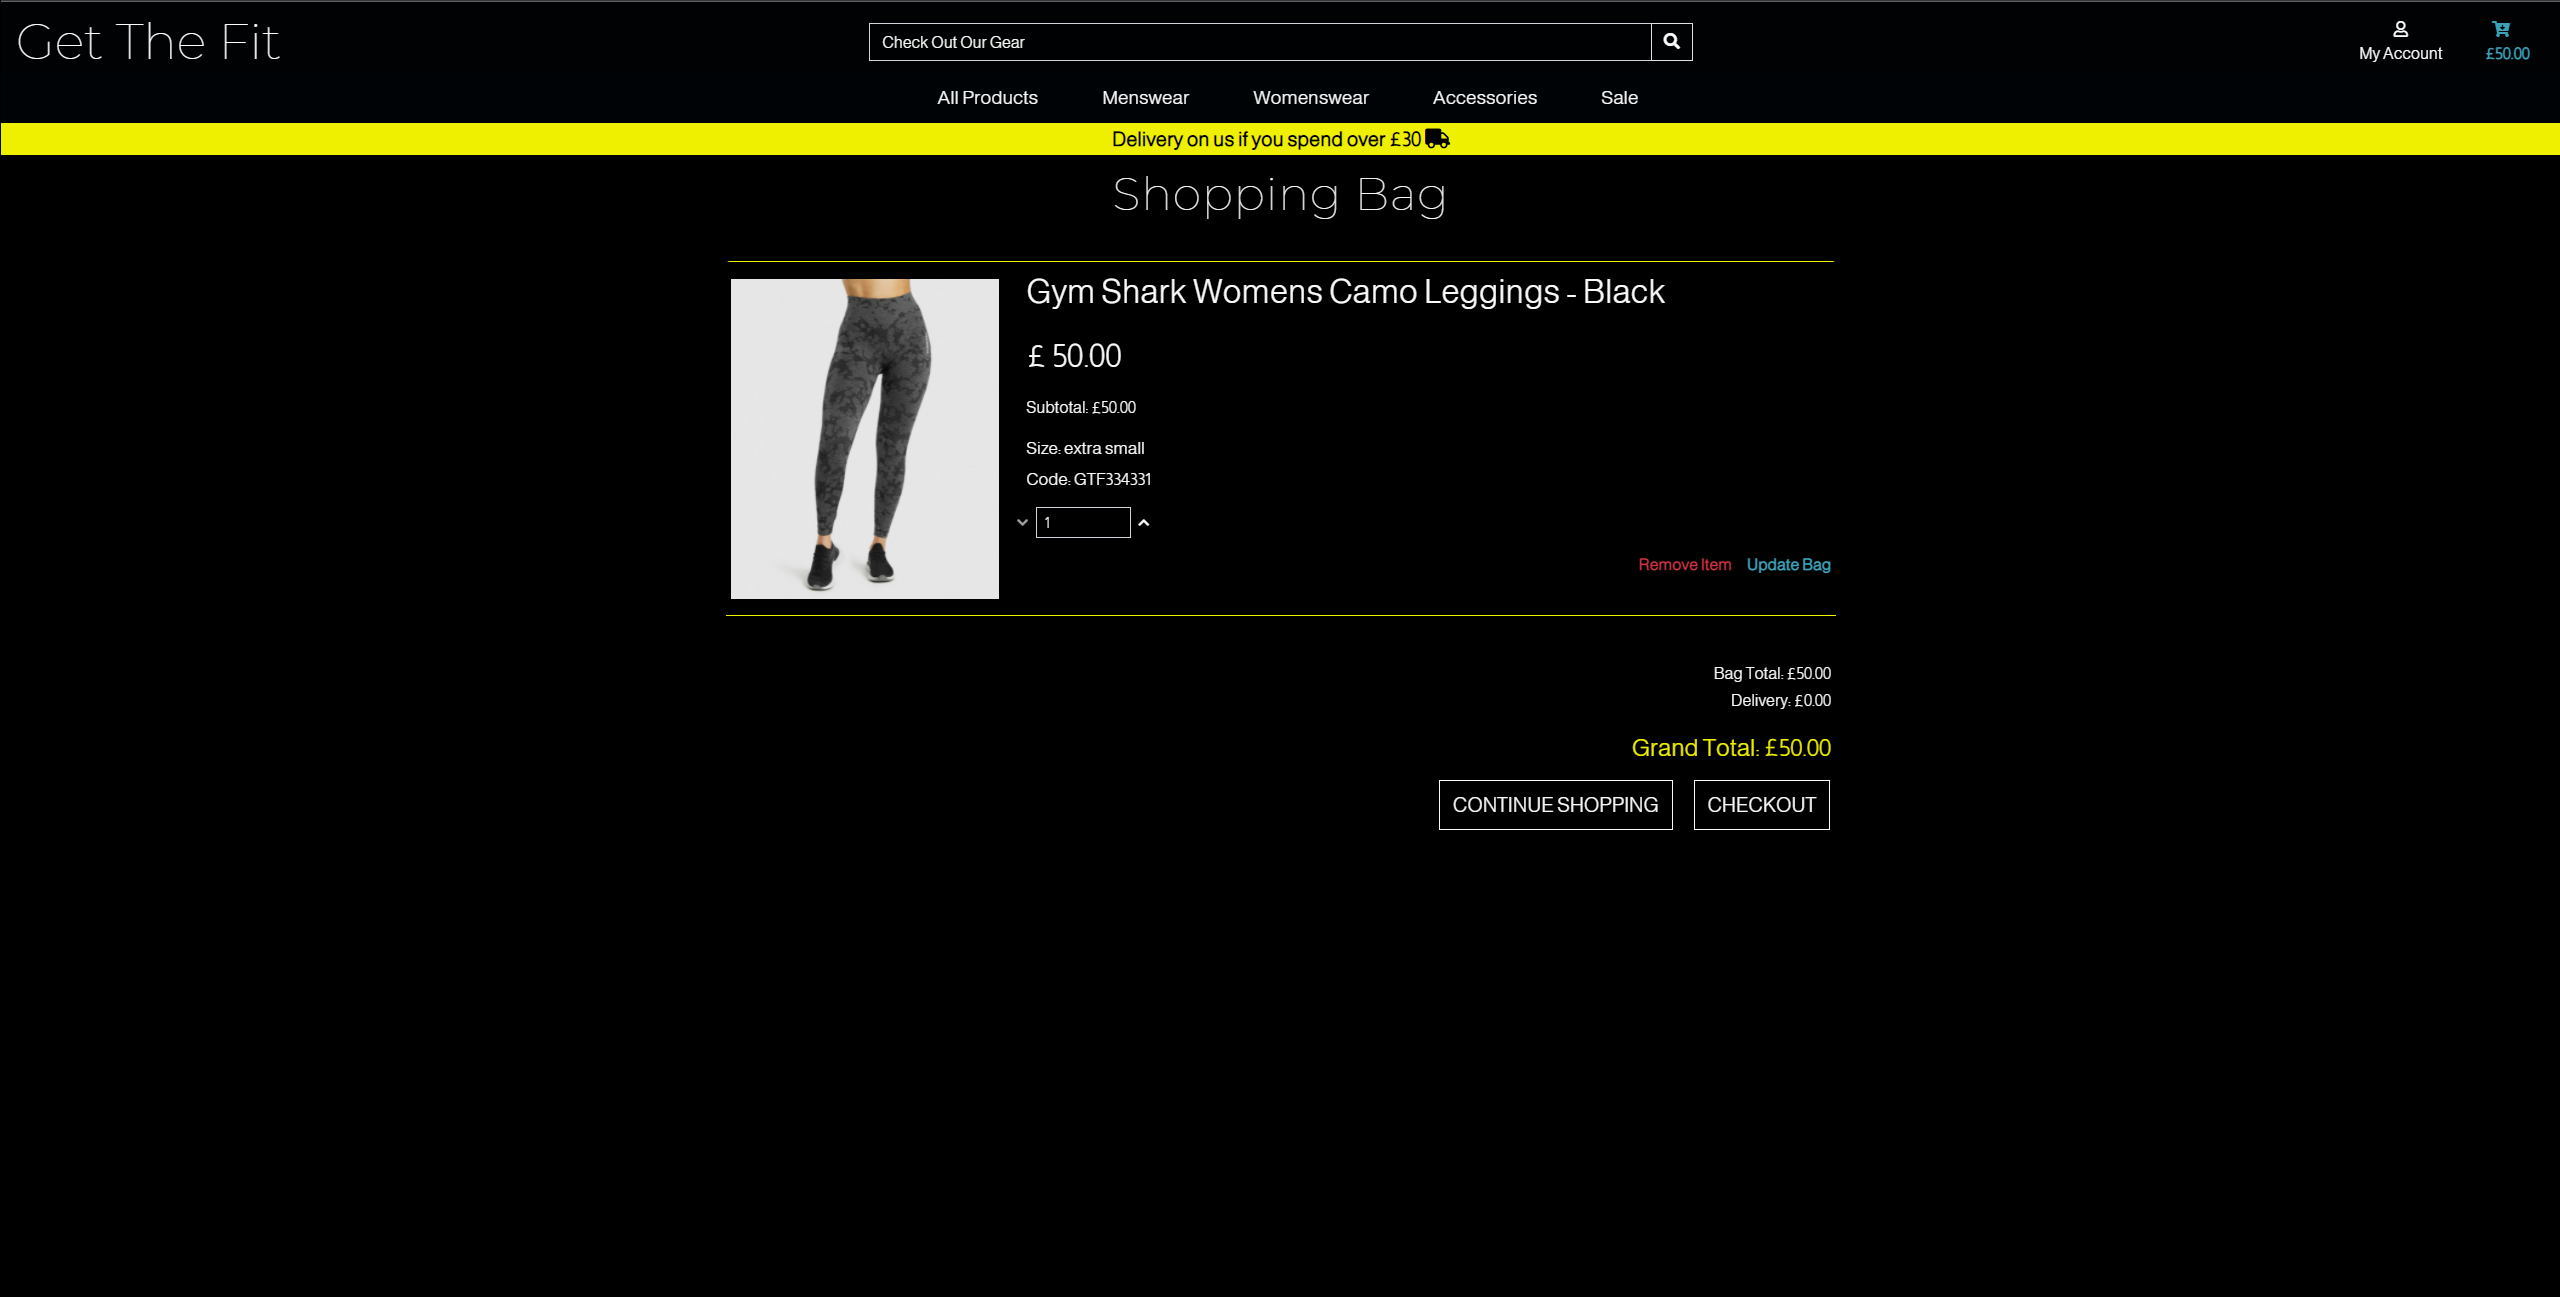 Get The Fit
Check Out Our Gear
My Account
£50.00
All Products
Menswear
Womenswear
Accessories
Sale
Delivery on us if you spend over £30
Shopping Bag
Gym Shark Womens Camo Leggings - Black
£ 50.00
Subtotal: £50.00
Size: extra small
Code: GTF334331
1
Remove Item
Update Bag
Bag Total: £50.00
Delivery: £0.00
Grand Total: £50.00
CONTINUE SHOPPING
CHECKOUT